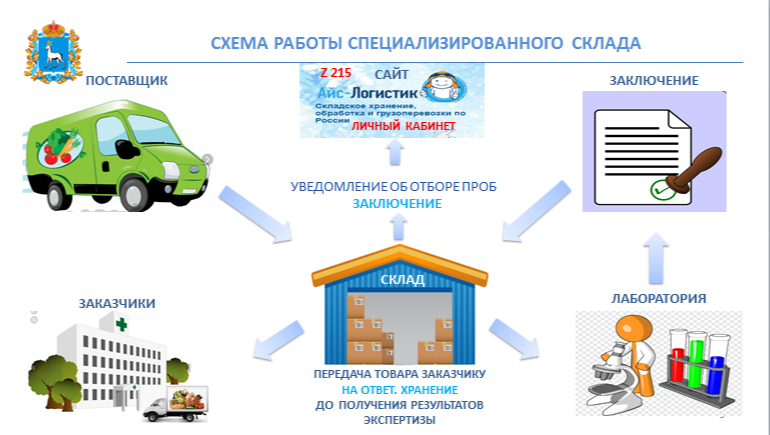 СХЕМА РАБОТЫ СПЕЦИАЛИЗИРОВАННОГО СКЛАДА
ПОСТАВЩИК
Z 215 САЙТ
Айс-Логистик
Складское хранение,
обработка и грузоперевозки по
России
ЛИЧНЫЙ КАБИНЕТ
ЗАКЛЮЧЕНИЕ
УВЕДОМЛЕНИЕ ОБ ОТБОРЕ ПРОБ
ЗАКЛЮЧЕНИЕ
СКЛАД
ЗАКАЗЧИКИ
ЛАБОРАТОРИЯ
ПЕРЕДАЧА ТОВАРА ЗАКАЗЧИКУ
НА ОТВЕТ. ХРАНЕНИЕ
ДО ПОЛУЧЕНИЯ РЕЗУЛЬТАТОВ
ЭКСПЕРТИЗЫ